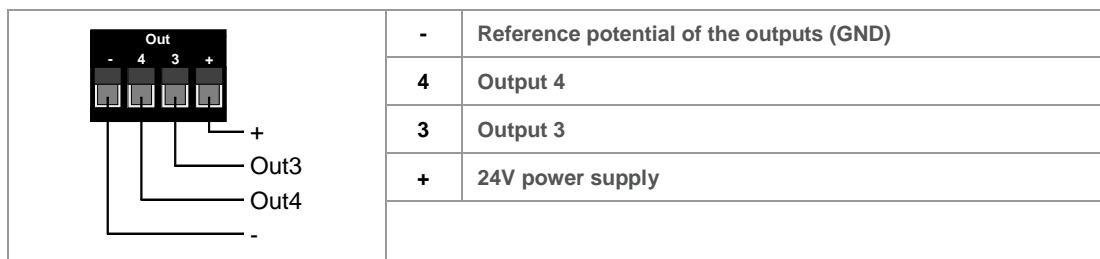 Out
- 4 3 +
+
Out3
Out4
-
- Reference potential of the outputs (GND)
4 Output 4
3 Output 3
+ 24V power supply